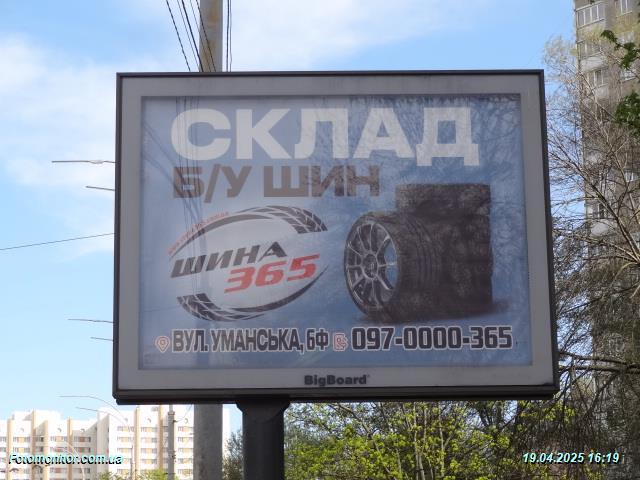 СКЛАД
Б/У ШИН
ШИНА
365
ВУЛ. УМАНСЬКА, 6Ф 097-0000-365
BigBoard
Fotomonitor.com.ua
19.04.2025 16:19